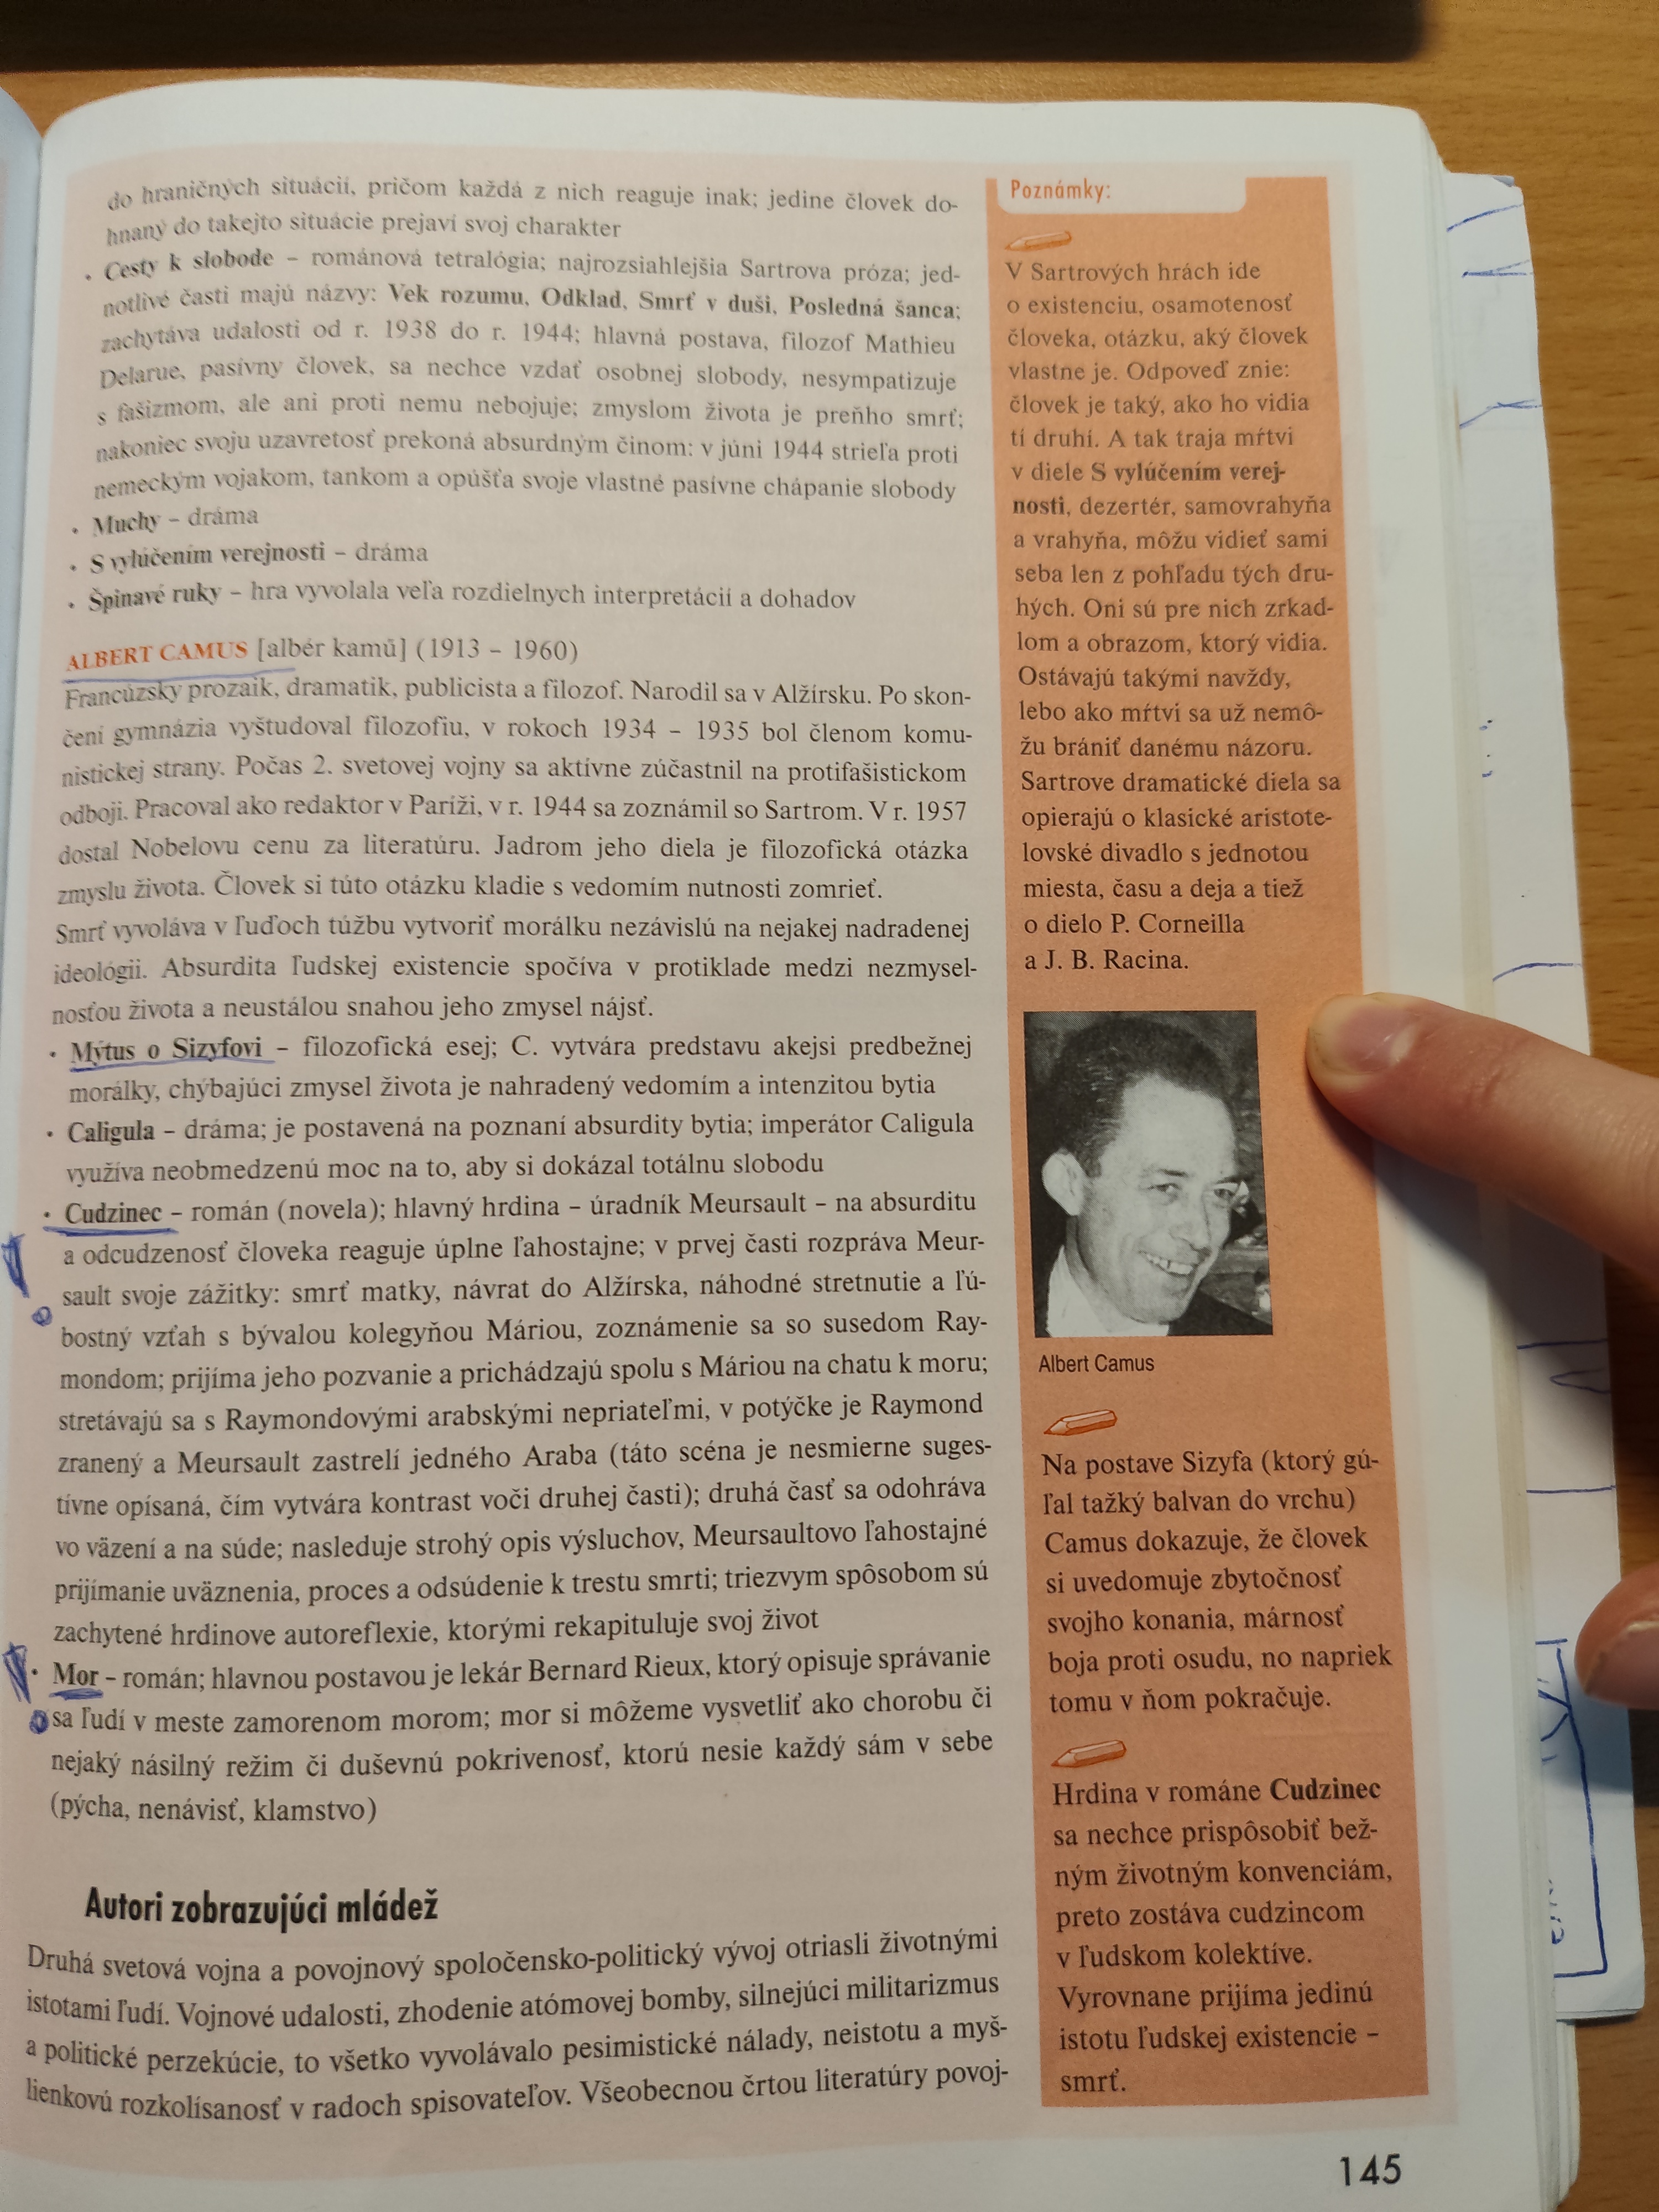 do hraničných situácií, pričom každá z nich reaguje inak; jedine človek do-
hnaný do takejto situácie prejaví svoj charakter
• Cesty k slobode – románová tetralógia; najrozsiahlejšia Sartrova próza; jed-
notlivé časti majú názvy: Vek rozumu, Odklad, Smrť v duši, Posledná šanca;
zachytáva udalosti od r. 1938 do r. 1944; hlavná postava, filozof Mathieu
Delarue, pasívny človek, sa nechce vzdať osobnej slobody, nesympatizuje
s fašizmom, ale ani proti nemu nebojuje; zmyslom života je preňho smrť;
nakoniec svoju uzavretosť prekoná absurdným činom: v júni 1944 strieľa proti
nemeckým vojakom, tankom a opúšťa svoje vlastné pasívne chápanie slobody
• Muchy – dráma
• S vylúčením verejnosti – dráma
• Špinavé ruky – hra vyvolala veľa rozdielnych interpretácií a dohadov
ALBERT CAMUS [albér kamü] (1913 – 1960)
Francúzsky prozaik, dramatik, publicista a filozof. Narodil sa v Alžírsku. Po skon-
čení gymnázia vyštudoval filozofiu, v rokoch 1934 – 1935 bol členom komu-
nistickej strany. Počas 2. svetovej vojny sa aktívne zúčastnil na protifašistickom
odboji. Pracoval ako redaktor v Paríži, v r. 1944 sa zoznámil so Sartrom. V r. 1957
dostal Nobelovu cenu za literatúru. Jadrom jeho diela je filozofická otázka
zmyslu života. Človek si túto otázku kladie s vedomím nutnosti zomrieť.
Smrť vyvoláva v ľuďoch túžbu vytvoriť morálku nezávislú na nejakej nadradenej
ideológii. Absurdita ľudskej existencie spočíva v protiklade medzi nezmysel-
nosťou života a neustálou snahou jeho zmysel nájsť.
• Mýtus o Sizyfovi – filozofická esej; C. vytvára predstavu akejsi predbežnej
morálky, chýbajúci zmysel života je nahradený vedomím a intenzitou bytia
• Caligula – dráma; je postavená na poznaní absurdity bytia; imperátor Caligula
využíva neobmedzenú moc na to, aby si dokázal totálnu slobodu
• Cudzinec – román (novela); hlavný hrdina – úradník Meursault – na absurditu
a odcudzenosť človeka reaguje úplne ľahostajne; v prvej časti rozpráva Meur-
sault svoje zážitky: smrť matky, návrat do Alžírska, náhodné stretnutie a ľú-
bostný vzťah s bývalou kolegyňou Máriou, zoznámenie sa so susedom Ray-
mondom; prijíma jeho pozvanie a prichádzajú spolu s Máriou na chatu k moru;
stretávajú sa s Raymondovými arabskými nepriateľmi, v potýčke je Raymond
zranený a Meursault zastrelí jedného Araba (táto scéna je nesmierne suges-
tívne opísaná, čím vytvára kontrast voči druhej časti); druhá časť sa odohráva
vo väzení a na súde; nasleduje strohý opis výsluchov, Meursaultovo ľahostajné
prijímanie uväznenia, proces a odsúdenie k trestu smrti; triezvym spôsobom sú
zachytené hrdinove autoreflexie, ktorými rekapituluje svoj život
• Mor – román; hlavnou postavou je lekár Bernard Rieux, ktorý opisuje správanie
sa ľudí v meste zamorenom morom; mor si môžeme vysvetliť ako chorobu či
nejaký násilný režim či duševnú pokrivenosť, ktorú nesie každý sám v sebe
(pýcha, nenávisť, klamstvo)
Autori zobrazujúci mládež
Druhá svetová vojna a povojnový spoločensko-politický vývoj otriasli životnými
istotami ľudí. Vojnové udalosti, zhodenie atómovej bomby, silnejúci militarizmus
a politické perzekúcie, to všetko vyvolávalo pesimistické nálady, neistotu a myš-
lienkovú rozkolísanosť v radoch spisovateľov. Všeobecnou črtou literatúry povoj-
Poznámky:
V Sartrových hrách ide
o existenciu, osamotenosť
človeka, otázku, aký človek
vlastne je. Odpoveď znie:
človek je taký, ako ho vidia
tí druhí. A tak traja mŕtvi
v diele S vylúčením verej-
nosti, dezertér, samovrahyňa
a vrahyňa, môžu vidieť sami
seba len z pohľadu tých dru-
hých. Oni sú pre nich zrkad-
lom a obrazom, ktorý vidia.
Ostávajú takými navždy,
lebo ako mŕtvi sa už nemô-
žu brániť danému názoru.
Sartrove dramatické diela sa
opierajú o klasické aristote-
lovské divadlo s jednotou
miesta, času a deja a tiež
o dielo P. Corneilla
a J. B. Racina.
Albert Camus
Na postave Sizyfa (ktorý gú-
ľal tažký balvan do vrchu)
Camus dokazuje, že človek
si uvedomuje zbytočnosť
svojho konania, márnosť
boja proti osudu, no napriek
tomu v ňom pokračuje.
Hrdina v románe Cudzinec
sa nechce prispôsobiť bež-
ným životným konvenciám,
preto zostáva cudzincom
v ľudskom kolektíve.
Vyrovnane prijíma jedinú
istotu ľudskej existencie –
smrť.
145